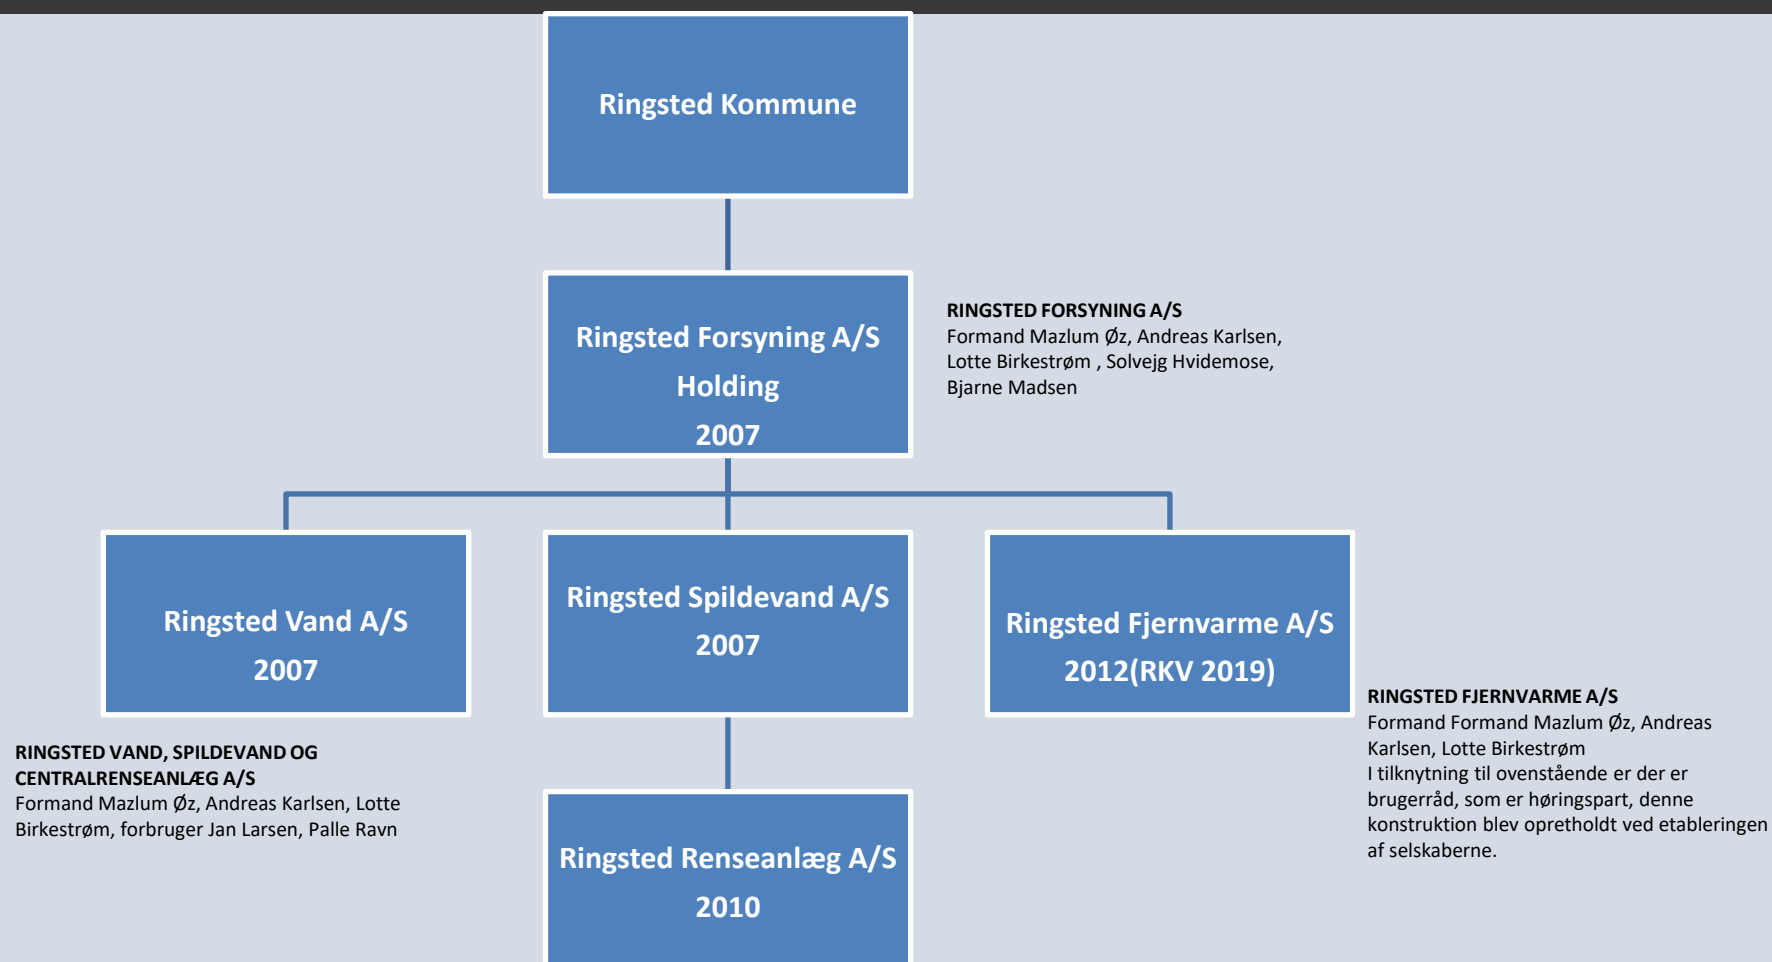 Ringsted Kommune
Ringsted Forsyning A/S
Holding
2007
RINGSTED FORSYNING A/S
Formand Mazlum Øz, Andreas Karlsen,
Lotte Birkestrøm , Solvejg Hvidemose,
Bjarne Madsen
Ringsted Vand A/S
2007
Ringsted Spildevand A/S
2007
Ringsted Fjernvarme A/S
2012(RKV 2019)
RINGSTED VAND, SPILDEVAND OG
CENTRALRENSEANLÆG A/S
Formand Mazlum Øz, Andreas Karlsen, Lotte
Birkestrøm, forbruger Jan Larsen, Palle Ravn
RINGSTED FJERNVARME A/S
Formand Formand Mazlum Øz, Andreas
Karlsen, Lotte Birkestrøm
I tilknytning til ovenstående er der er
brugerråd, som er høringspart, denne
konstruktion blev opretholdt ved etableringen
af selskaberne.
Ringsted Renseanlæg A/S
2010